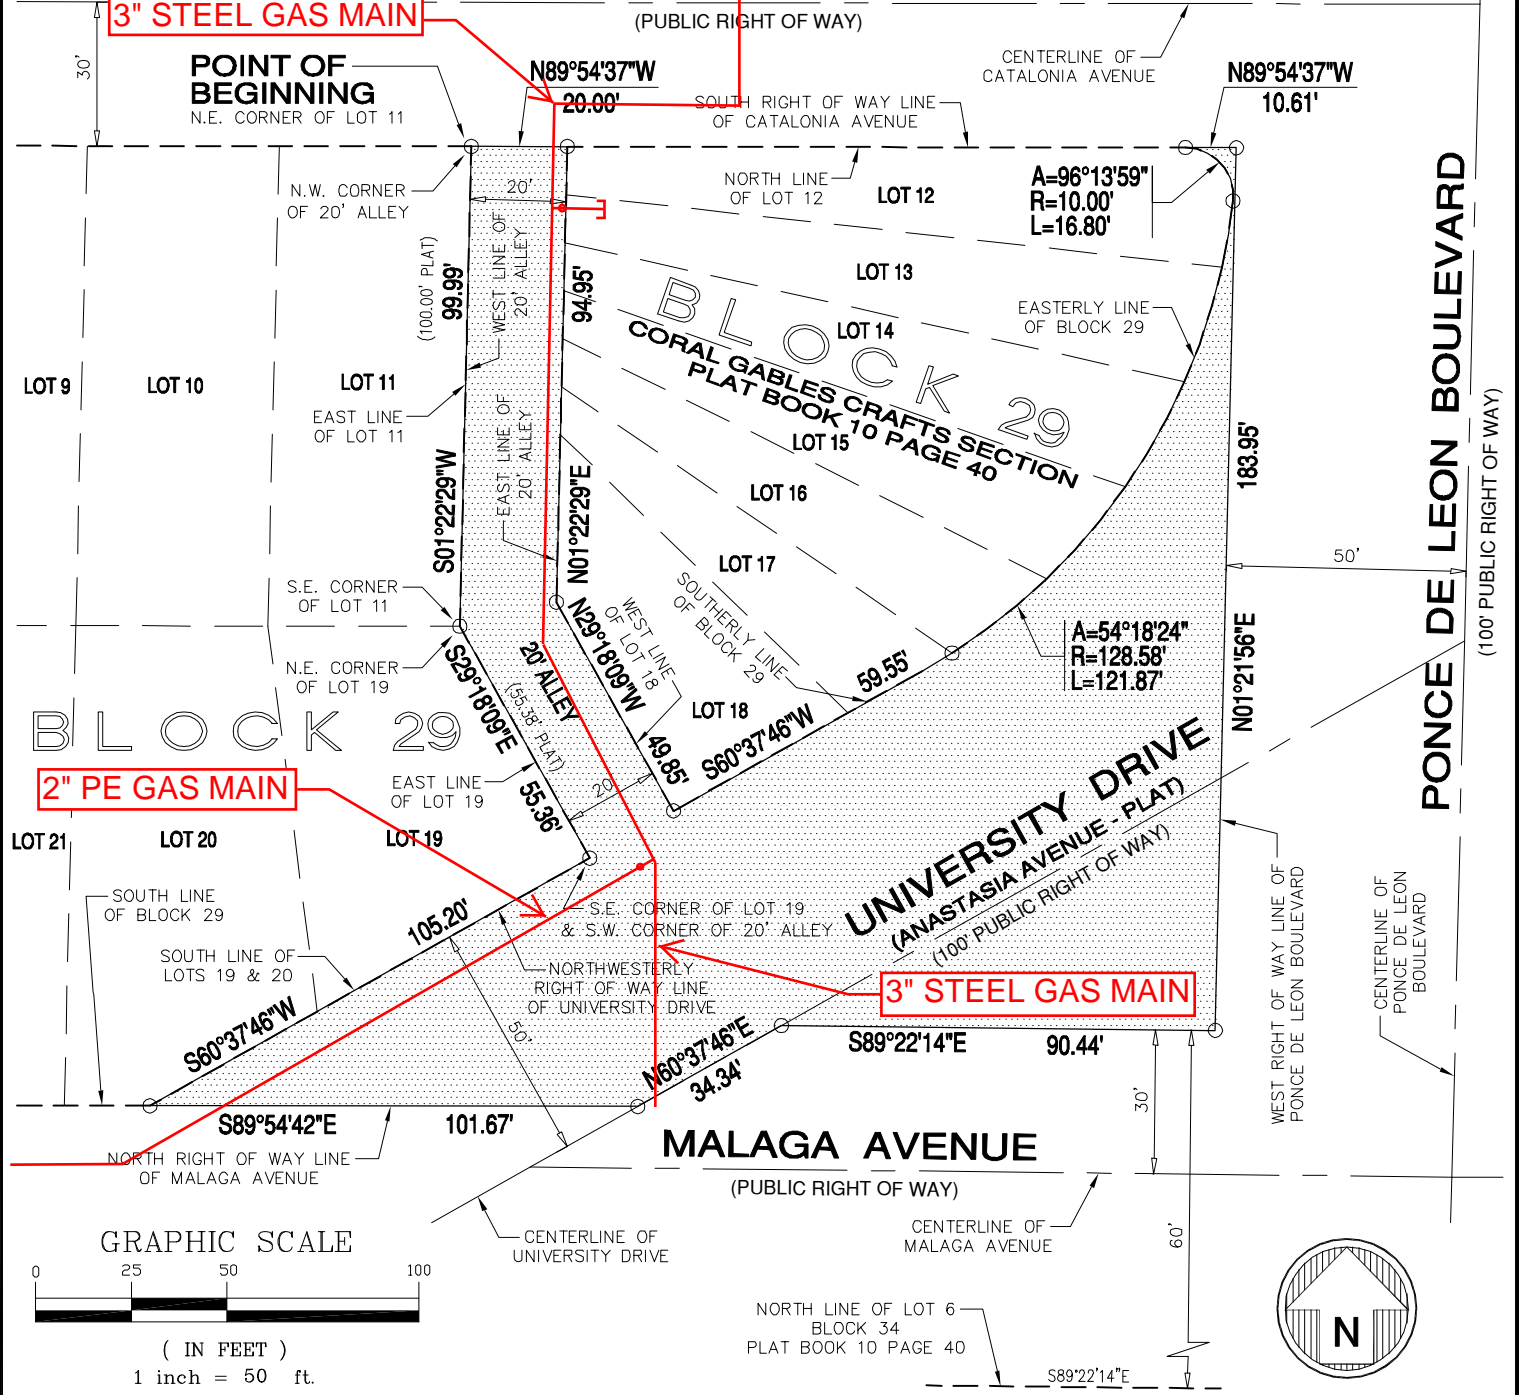 3" STEEL GAS MAIN
(PUBLIC RIGHT OF WAY)
30'
CENTERLINE OF
CATALONIA AVENUE
POINT OF
BEGINNING
N.E. CORNER OF LOT 11
N89°54'37"W
20.00'
SOUTH RIGHT OF WAY LINE
OF CATALONIA AVENUE
N89°54'37"W
10.61'
N.W. CORNER
OF 20' ALLEY
20'
NORTH LINE
OF LOT 12
LOT 12
A=96°13'59"
R=10.00'
L=16.80'
(100.00' PLAT)
99.99'
WEST LINE OF
20' ALLEY
94.95'
LOT 13
BLOCK 29
CORAL GABLES CRAFTS SECTION
PLAT BOOK 10 PAGE 40
LOT 14
EASTERLY LINE
OF BLOCK 29
PONCE DE LEON BOULEVARD
(100' PUBLIC RIGHT OF WAY)
LOT 9
LOT 10
LOT 11
EAST LINE
OF LOT 11
EAST LINE OF
20' ALLEY
LOT 15
183.95'
S01°22'29"W
N01°22'29"E
LOT 16
LOT 17
50'
S.E. CORNER
OF LOT 11
N29°18'09"W
WEST LINE
OF LOT 18
SOUTHERLY LINE
OF BLOCK 29
A=54°18'24"
R=128.58'
L=121.87'
N01°21'56"E
N.E. CORNER
OF LOT 19
S29°18'09"E
20' ALLEY
(55.38' PLAT)
59.55'
LOT 18
BLOCK 29
S60°37'46"W
49.85'
2" PE GAS MAIN
EAST LINE
OF LOT 19
55.36'
20'
UNIVERSITY DRIVE
(ANASTASIA AVENUE - PLAT)
(100' PUBLIC RIGHT OF WAY)
LOT 21
LOT 20
LOT 19
SOUTH LINE
OF BLOCK 29
105.20'
S.E. CORNER OF LOT 19
& S.W. CORNER OF 20' ALLEY
WEST RIGHT OF WAY LINE OF
PONCE DE LEON BOULEVARD
CENTERLINE OF
PONCE DE LEON
BOULEVARD
SOUTH LINE OF
LOTS 19 & 20
NORTHWESTERLY
RIGHT OF WAY LINE
OF UNIVERSITY DRIVE
3" STEEL GAS MAIN
S60°37'46"W
50'
N60°37'46"E
34.34'
S89°22'14"E
90.44'
30'
S89°54'42"E
101.67'
MALAGA AVENUE
(PUBLIC RIGHT OF WAY)
NORTH RIGHT OF WAY LINE
OF MALAGA AVENUE
CENTERLINE OF
UNIVERSITY DRIVE
CENTERLINE OF
MALAGA AVENUE
60'
GRAPHIC SCALE
0 25 50 100
( IN FEET )
1 inch = 50 ft.
NORTH LINE OF LOT 6
BLOCK 34
PLAT BOOK 10 PAGE 40
S89°22'14"E
N